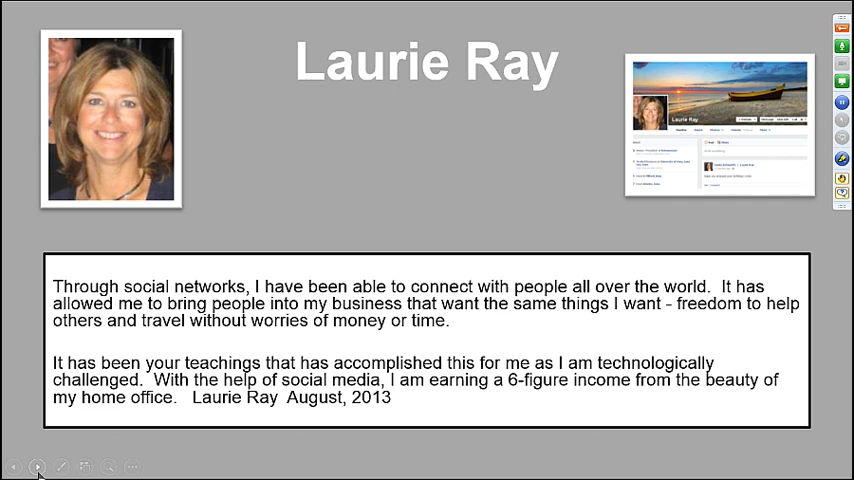 Laurie Ray
Laurie Ray
Through social networks, I have been able to connect with people all over the world.  It has
allowed me to bring people into my business that want the same things I want - freedom to help
others and travel without worries of money or time.
It has been your teachings that has accomplished this for me as I am technologically
challenged.  With the help of social media, I am earning a 6-figure income from the beauty of
my home office.   Laurie Ray  August, 2013